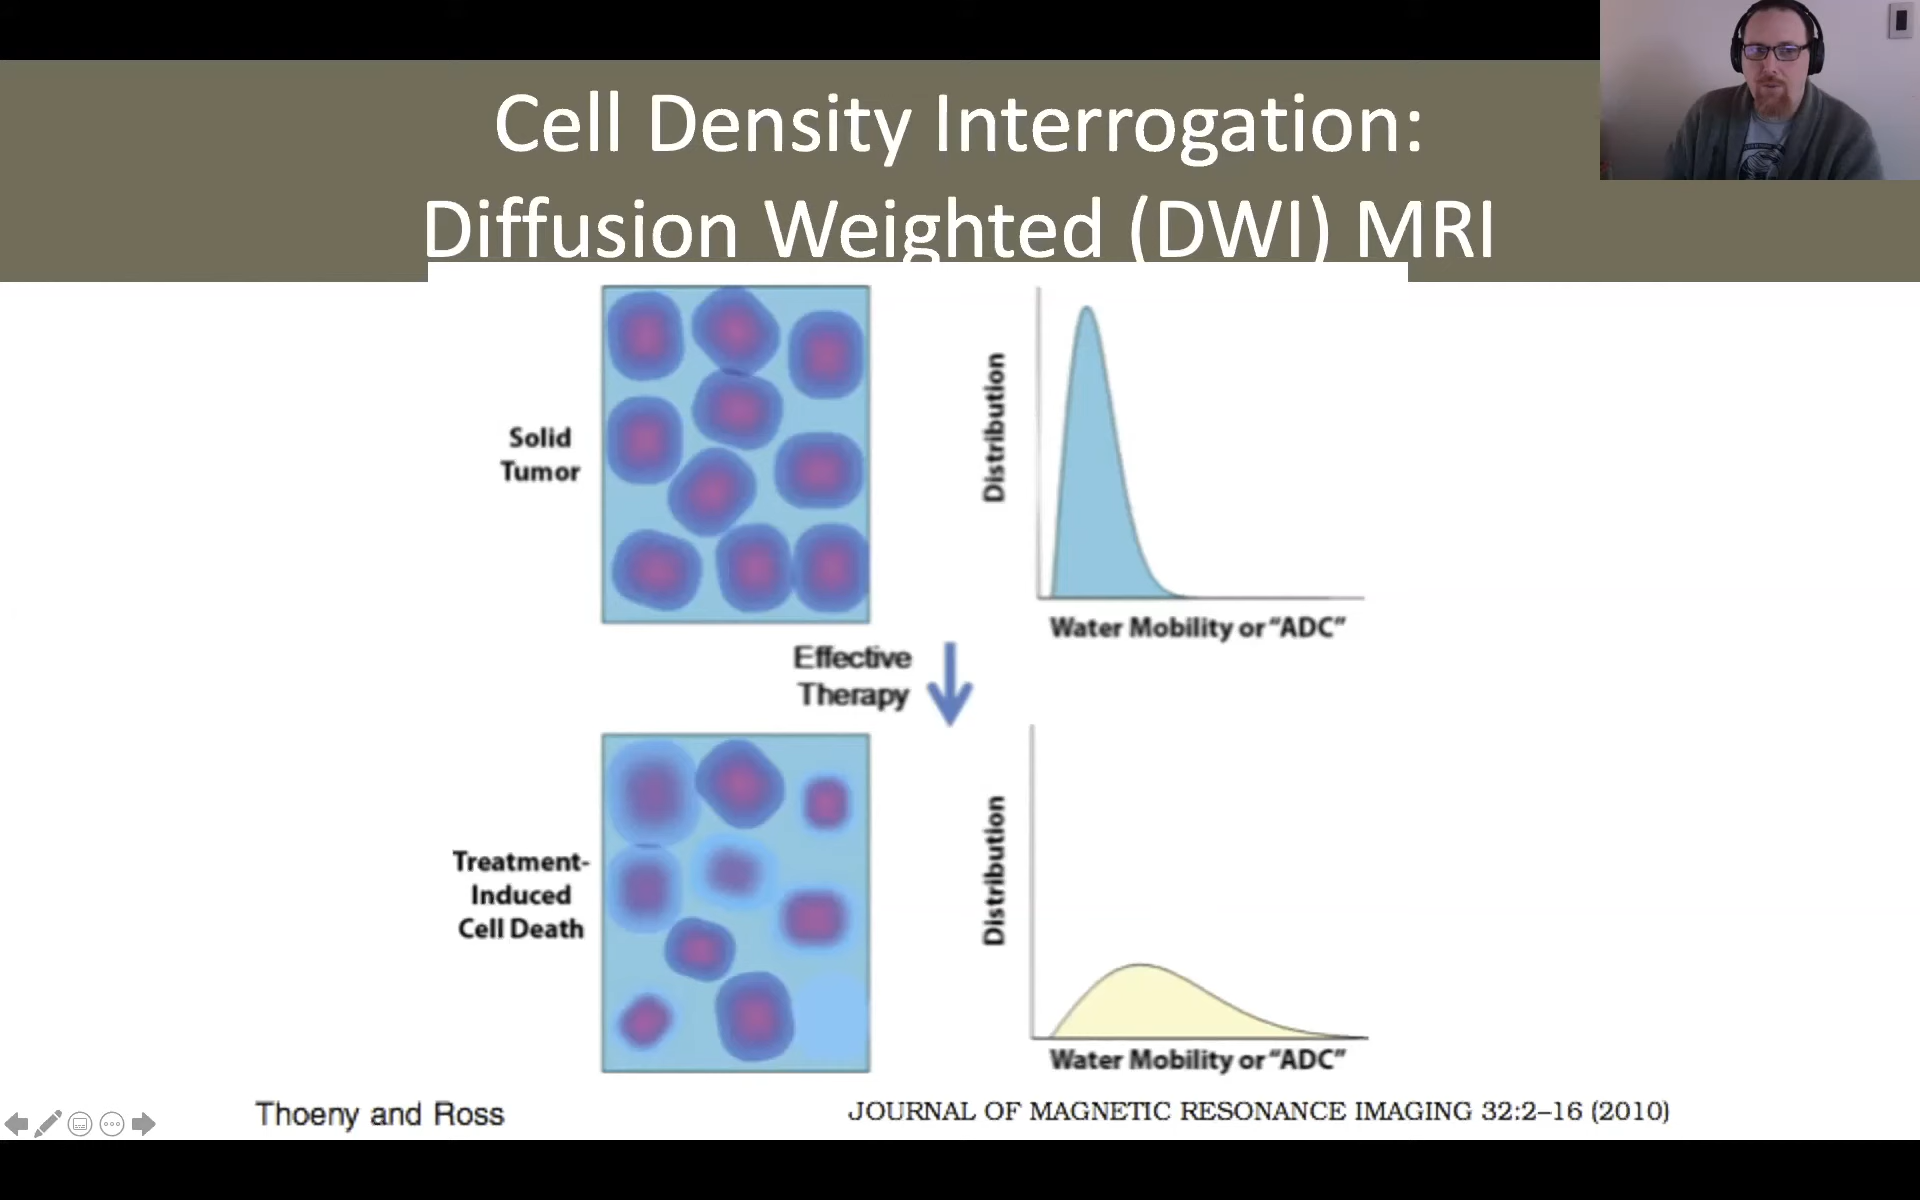 Cell Density Interrogation:
Diffusion Weighted (DWI) MRI
Solid
Tumor
Distribution
Water Mobility or "ADC"
Effective
Therapy
Treatment-
Induced
Cell Death
Distribution
Water Mobility or "ADC"
Thoeny and Ross
JOURNAL OF MAGNETIC RESONANCE IMAGING 32:2–16 (2010)